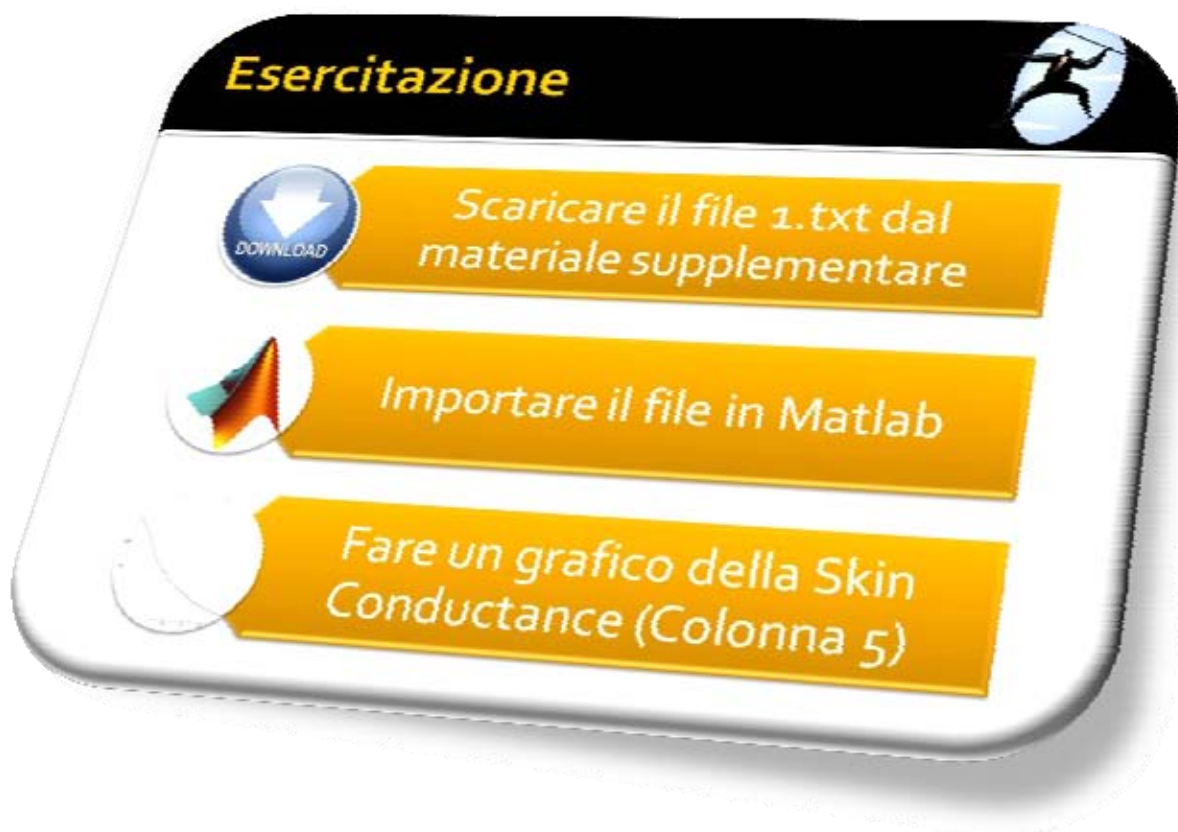 Esercitazione
DOWNLOAD
Scaricare il file 1.txt dal
materiale supplementare
Importare il file in Matlab
Fare un grafico della Skin
Conductance (Colonna 5)